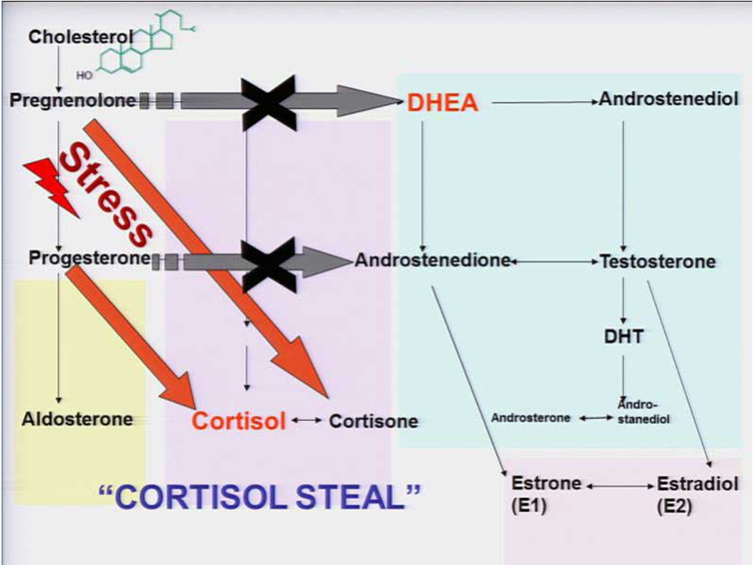 Cholesterol
HO
Pregnenolone
DHEA
Androstenediol
Stress
Progesterone
Androstenedione
Testosterone
DHT
Aldosterone
Cortisol
Cortisone
Androsterone
Andro-
stanediol
“CORTISOL STEAL”
Estrone
(E1)
Estradiol
(E2)